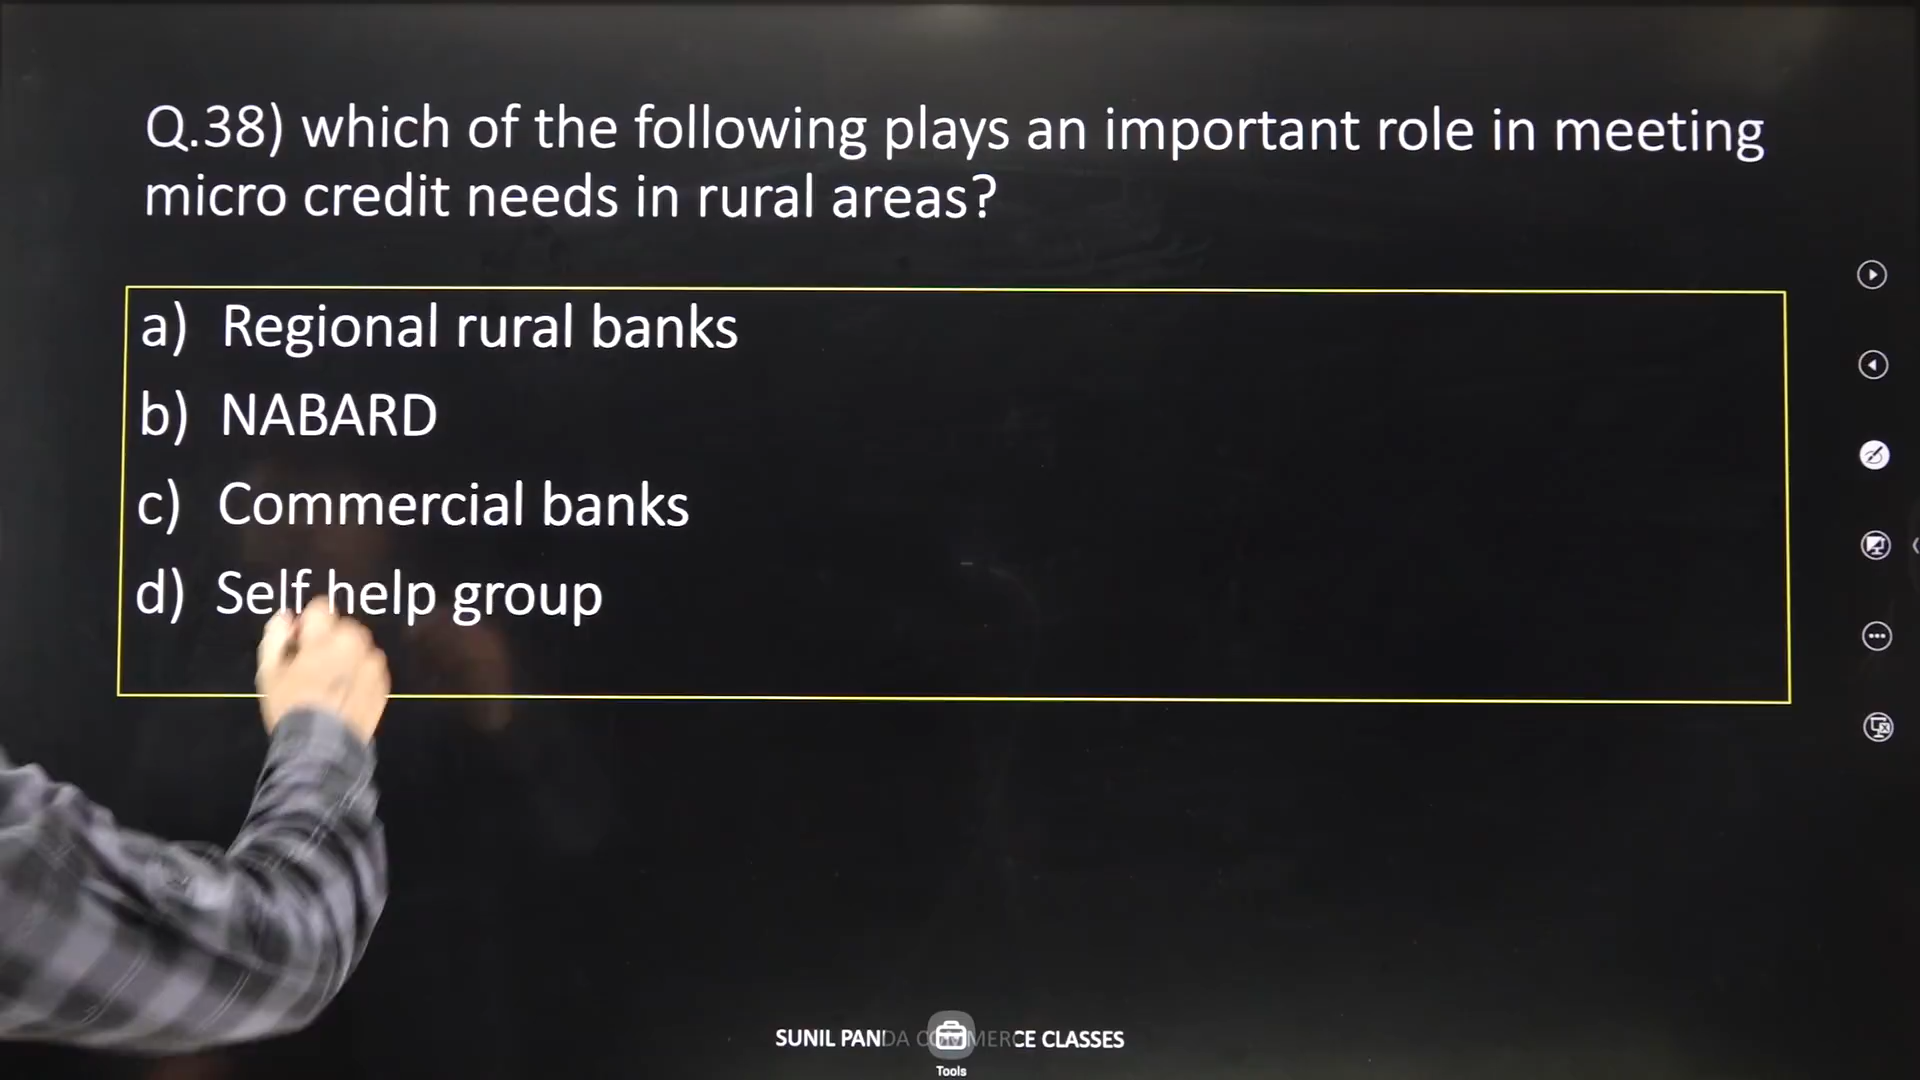 Q.38) which of the following plays an important role in meeting
micro credit needs in rural areas?
a) Regional rural banks
b) NABARD
c) Commercial banks
d) Self help group
SUNIL PANDA COMMERCE CLASSES
Tools